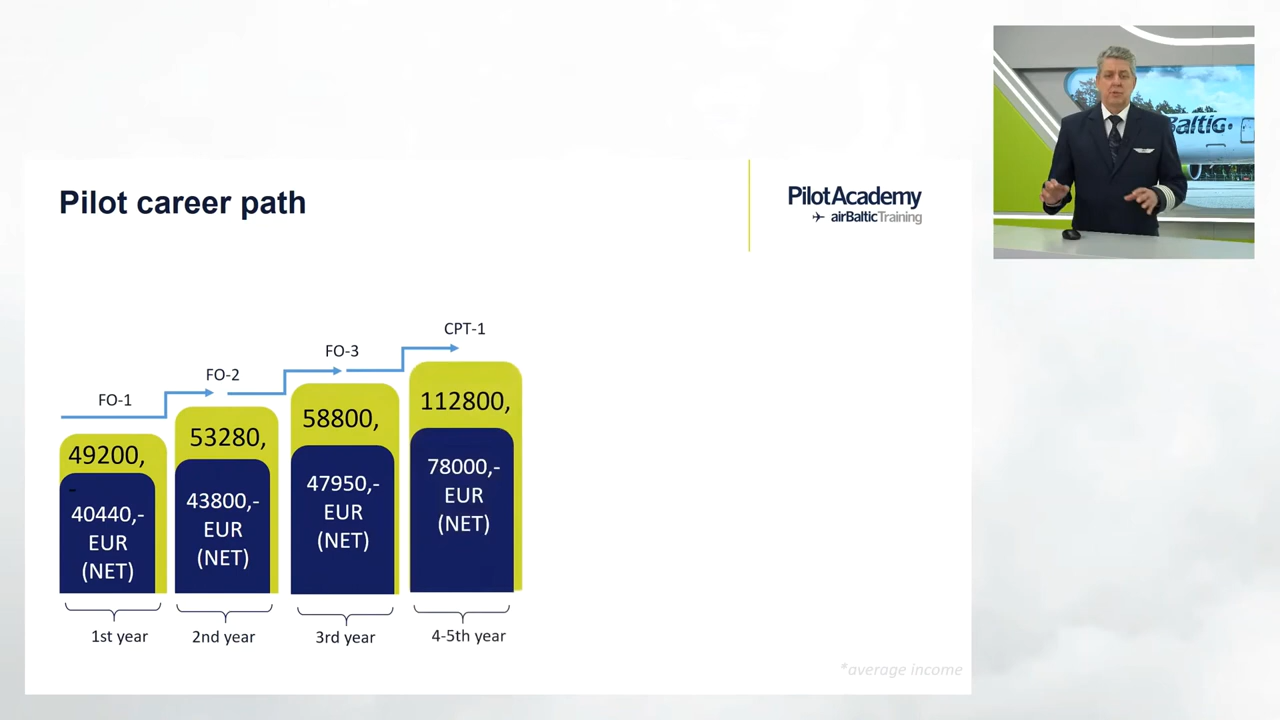 Pilot career path
PilotAcademy
airBalticTraining
Baltic
CPT-1
FO-3
FO-2
FO-1
49200,
-
40440,-
EUR
(NET)
53280,
43800,-
EUR
(NET)
58800,
47950,-
EUR
(NET)
112800,
78000,-
EUR
(NET)
1st year
2nd year
3rd year
4-5th year
*average income